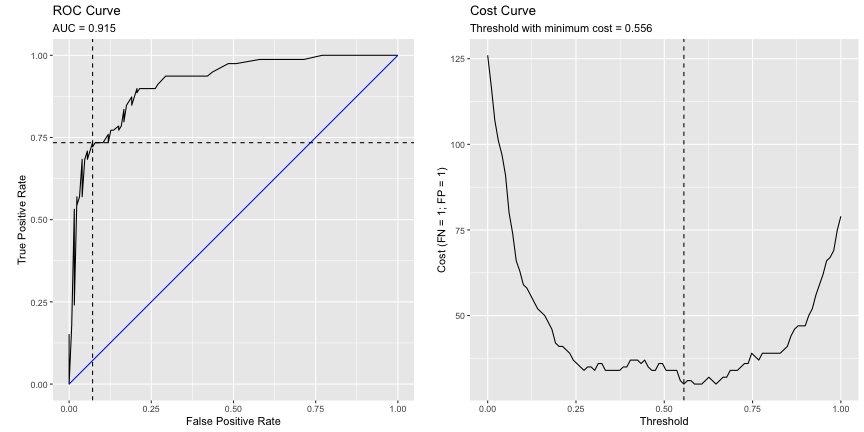 ROC Curve
AUC = 0.915
1.00
0.75
0.50
0.25
0.00
True Positive Rate
0.00 0.25 0.50 0.75 1.00
False Positive Rate
Cost Curve
Threshold with minimum cost = 0.556
125
100
75
50
Cost (FN = 1; FP = 1)
0.00 0.25 0.50 0.75 1.00
Threshold